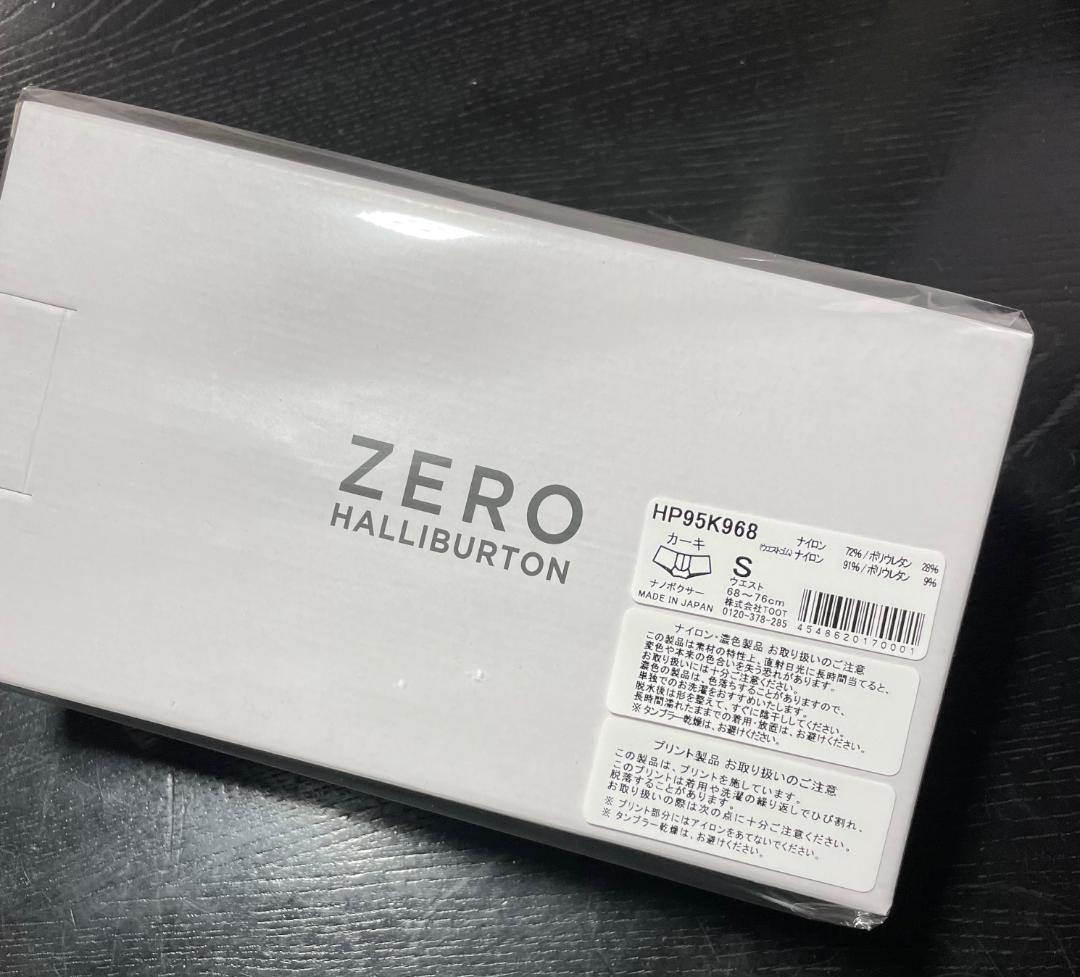 ZERO
HALLIBURTON
HP95K968
カーキ
ナイロン 72%/ポリウレタン 28%
(ウエストゴム)ナイロン 91%/ポリウレタン 9%
S
ウエスト
68～76cm
ナノボクサー
MADE IN JAPAN
株式会社TOOT
0120-378-285
4548620170001
ナイロン・濃色製品 お取り扱いのご注意
この製品は素材の特性上、直射日光に長時間当てると、
変色や本来の色合いを失う恐れがあります。
お取り扱いには十分ご注意ください。
濃色の製品は、色落ちすることがありますので、
単独でのお洗濯をおすすめいたします。
脱水後は形を整えて、すぐに陰干ししてください。
長時間濡れたままでの着用・放置は、お避けください。
※タンブラー乾燥は、お避けください。
プリント製品 お取り扱いのご注意
この製品は、プリントを施しています。
このプリントは着用や洗濯の繰り返しでひび割れ、
脱落することがあります。
お取り扱いの際は次の点に十分ご注意ください。
※ プリント部分にはアイロンをあてないでください。
※ タンブラー乾燥は、お避けください。